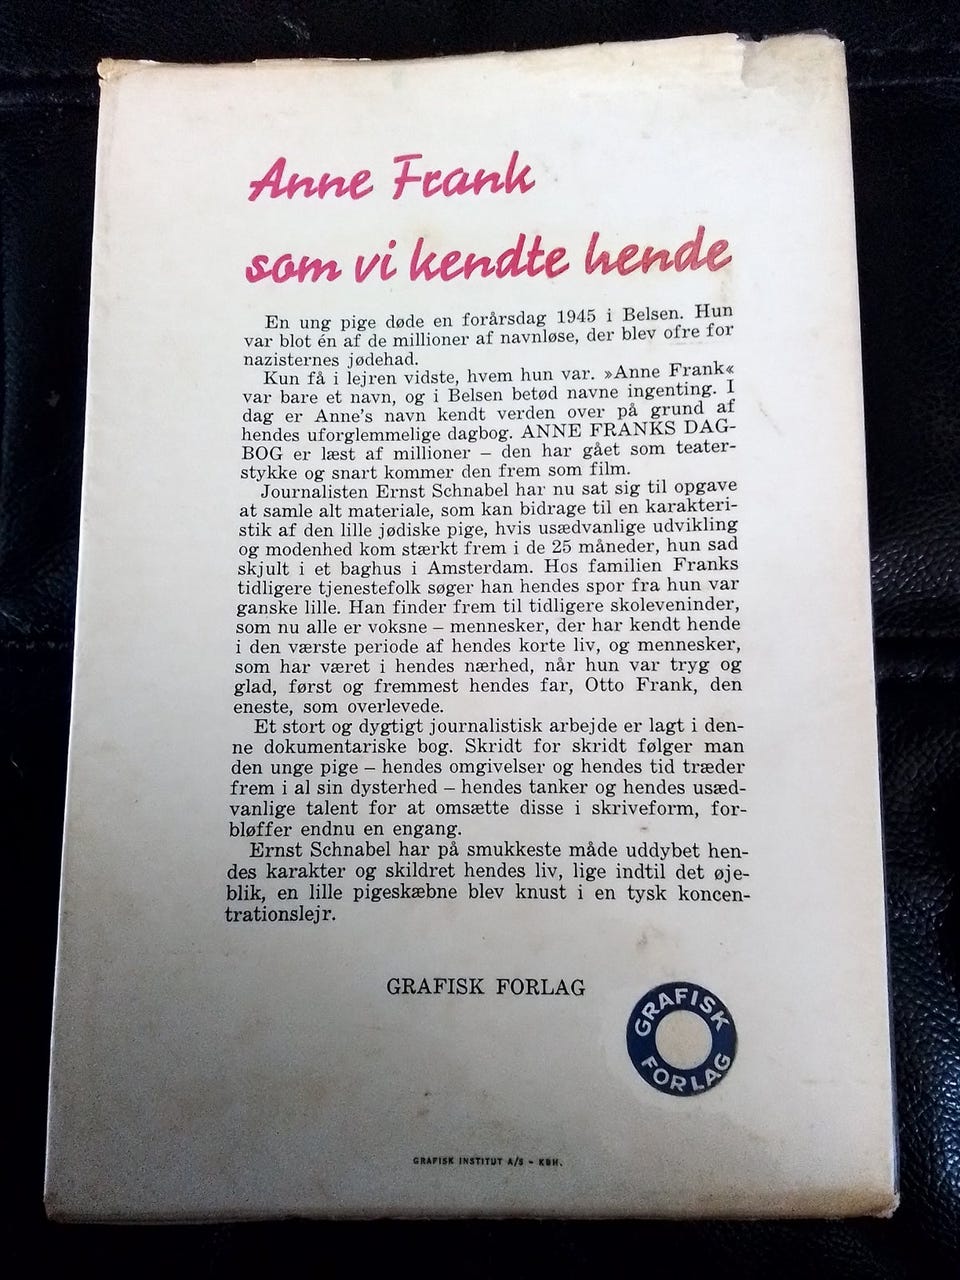 Anne Frank
som vi kendte hende
En ung pige døde en forårsdag 1945 i Belsen. Hun
var blot én af de millioner af navnløse, der blev ofre for
nazisternes jødehad.
Kun få i lejren vidste, hvem hun var. »Anne Frank«
var bare et navn, og i Belsen betød navne ingenting. I
dag er Anne's navn kendt verden over på grund af
hendes uforglemmelige dagbog. ANNE FRANKS DAG-
BOG er læst af millioner – den har gået som teater-
stykke og snart kommer den frem som film.
Journalisten Ernst Schnabel har nu sat sig til opgave
at samle alt materiale, som kan bidrage til en karakteri-
stik af den lille jødiske pige, hvis usædvanlige udvikling
og modenhed kom stærkt frem i de 25 måneder, hun sad
skjult i et baghus i Amsterdam. Hos familien Franks
tidligere tjenestefolk søger han hendes spor fra hun var
ganske lille. Han finder frem til tidligere skoleveninder,
som nu alle er voksne – mennesker, der har kendt hende
i den værste periode af hendes korte liv, og mennesker,
som har været i hendes nærhed, når hun var tryg og
glad, først og fremmest hendes far, Otto Frank, den
eneste, som overlevede.
Et stort og dygtigt journalistisk arbejde er lagt i den-
ne dokumentariske bog. Skridt for skridt følger man
den unge pige – hendes omgivelser og hendes tid træder
frem i al sin dysterhed – hendes tanker og hendes usæd-
vanlige talent for at omsætte disse i skriveform, for-
bløffer endnu en engang.
Ernst Schnabel har på smukkeste måde uddybet hen-
des karakter og skildret hendes liv, lige indtil det øje-
blik, en lille pigeskæbne blev knust i en tysk koncen-
trationslejr.
GRAFISK FORLAG
GRAFISK
FORLAG
GRAFISK INSTITUT A/S - KBH.